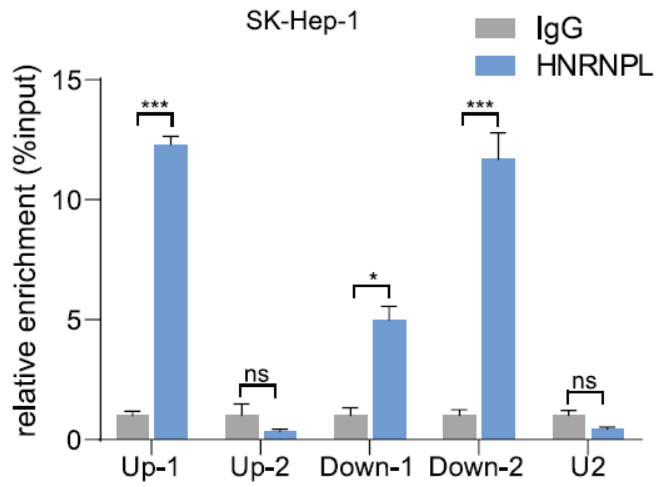 SK-Hep-1
IgG
HNRNPL
relative enrichment (%input)
15
10
5
0
***
ns
*
***
ns
Up-1 Up-2 Down-1 Down-2 U2